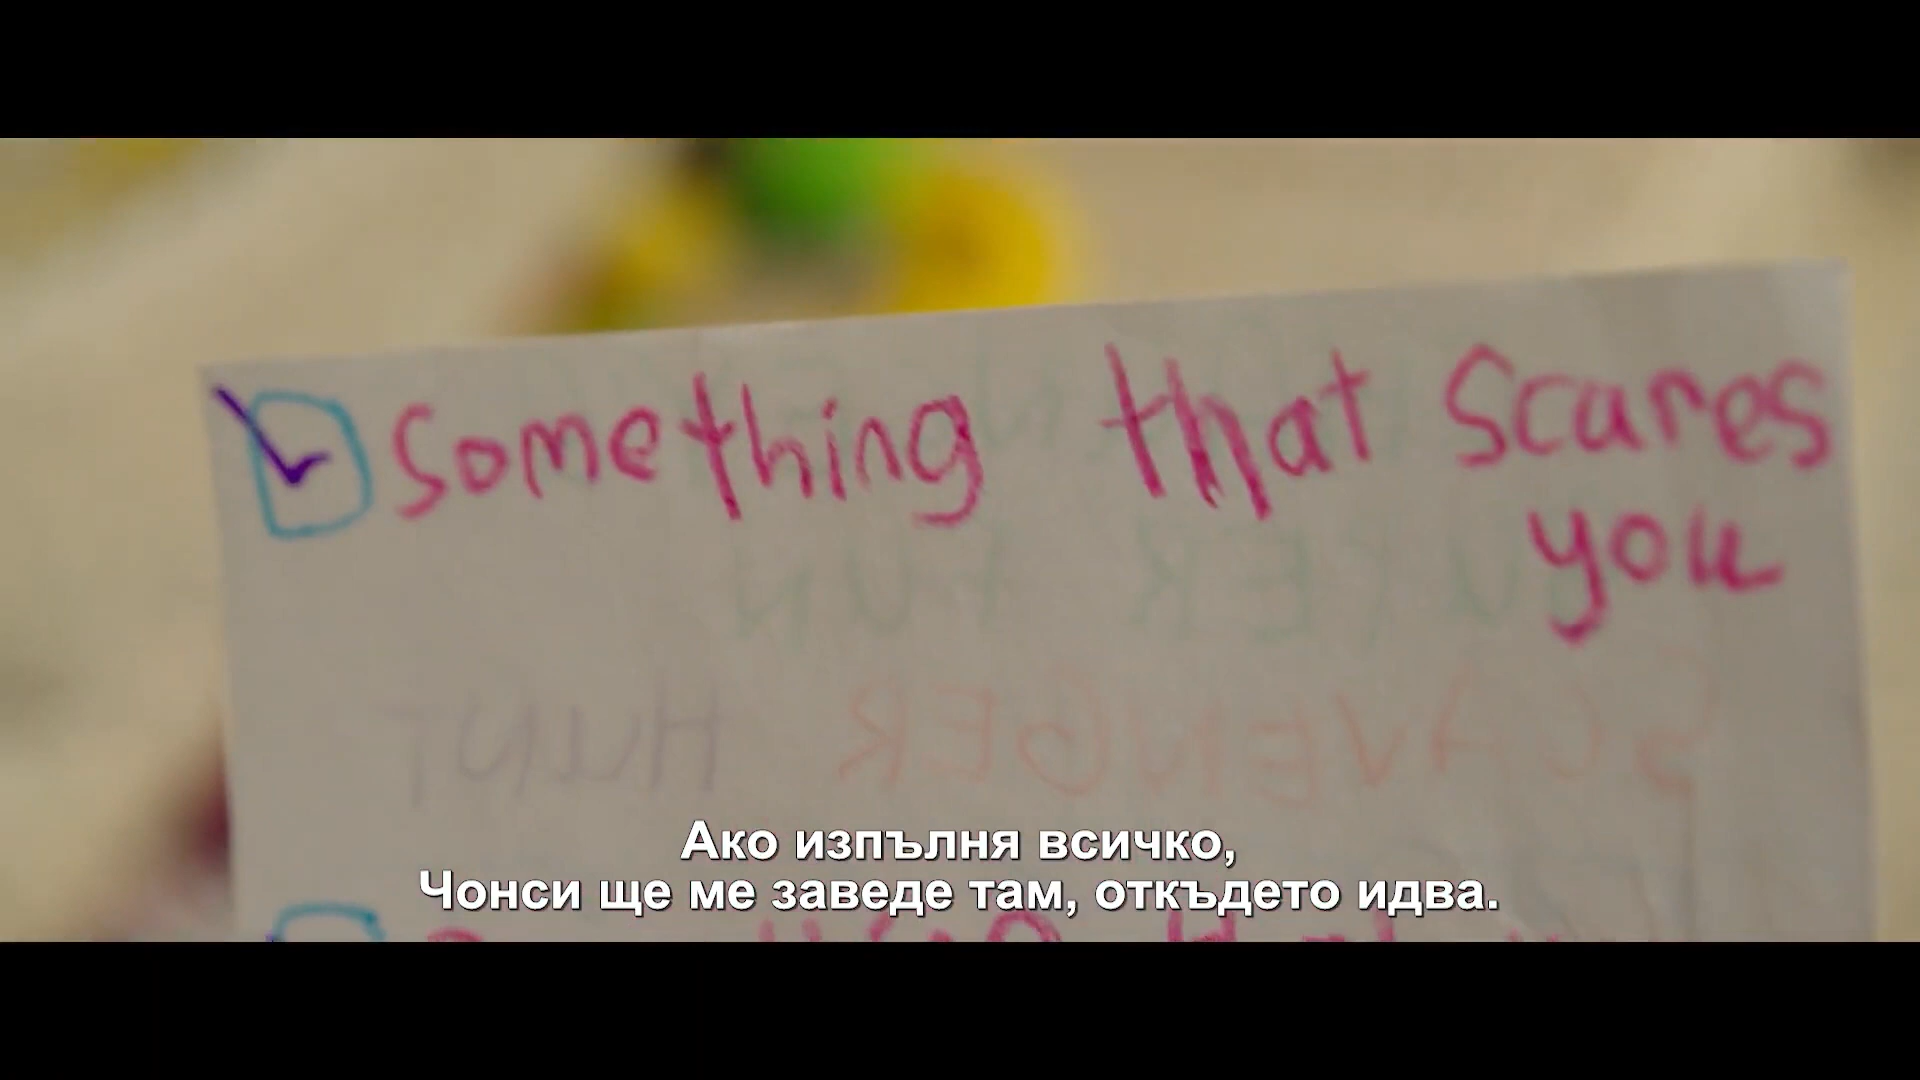 something that scares
you
SCAVENGER HUNT
Ако изпълня всичко,
Чонси ще ме заведе там, откъдето идва.